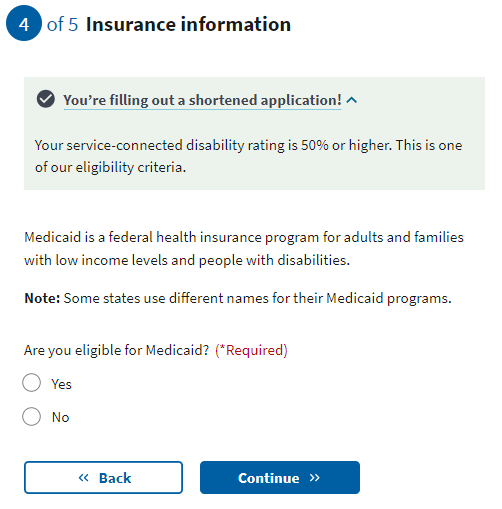 4 of 5 Insurance information
You’re filling out a shortened application!
Your service-connected disability rating is 50% or higher. This is one
of our eligibility criteria.
Medicaid is a federal health insurance program for adults and families
with low income levels and people with disabilities.
Note: Some states use different names for their Medicaid programs.
Are you eligible for Medicaid? (*Required)
Yes
No
« Back
Continue »